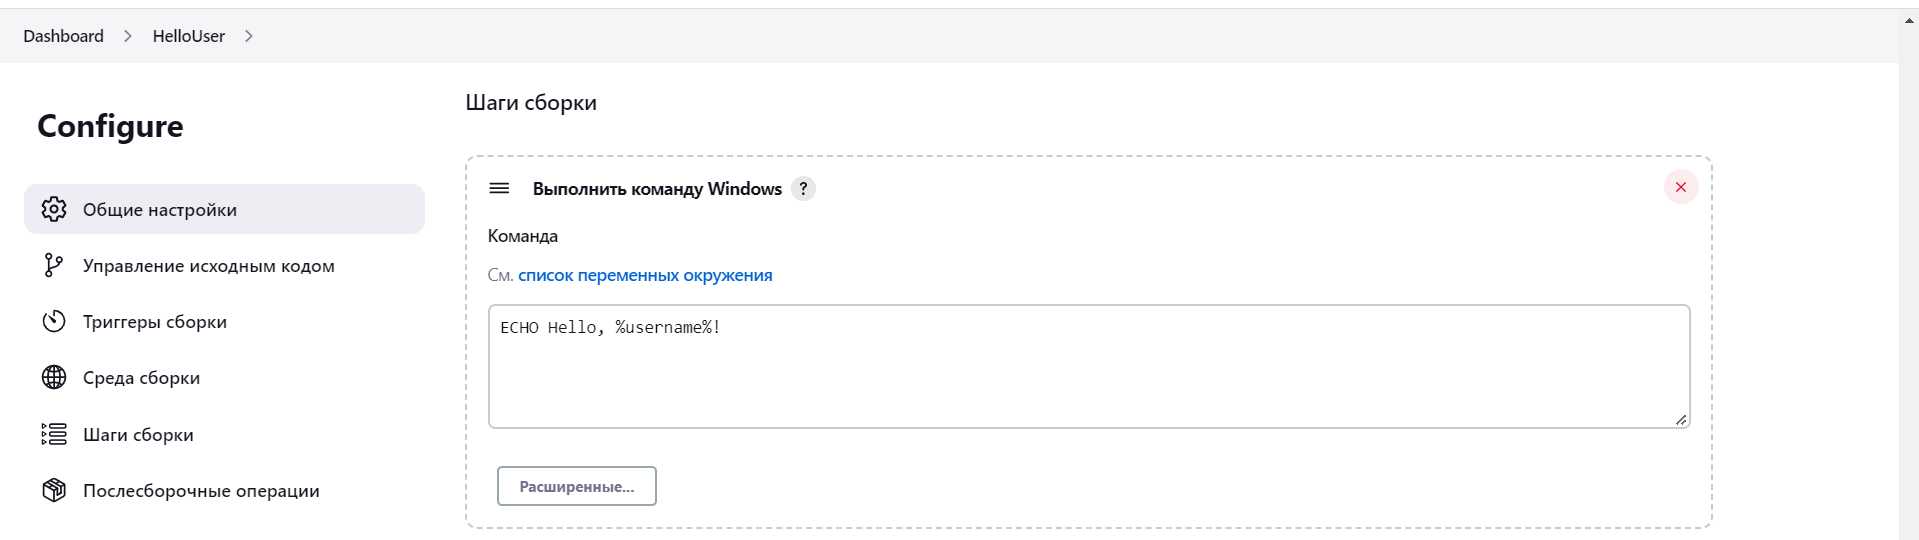 Dashboard > HelloUser >
Configure
Общие настройки
Управление исходным кодом
Триггеры сборки
Среда сборки
Шаги сборки
Послесборочные операции
Шаги сборки
Выполнить команду Windows ?
Команда
См. список переменных окружения
ECHO Hello, %username%!
Расширенные...